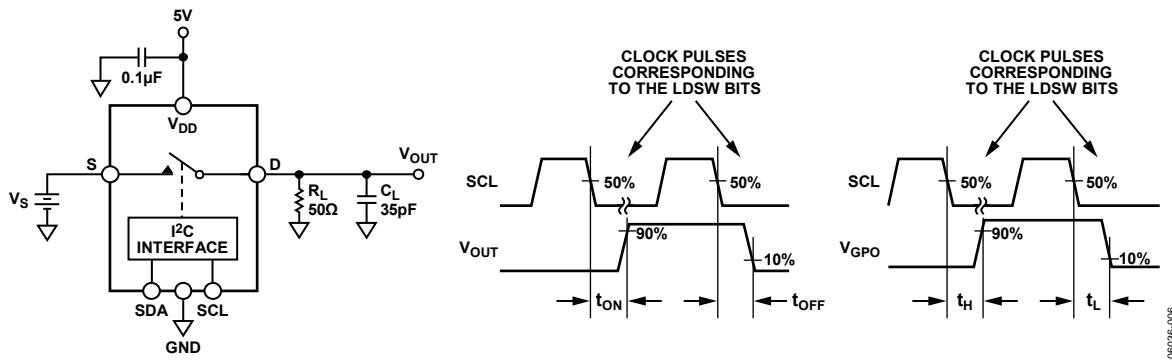 5V
0.1µF
VDD
S
D
VOUT
VS
RL
50Ω
CL
35pF
I2C
INTERFACE
SDA
SCL
GND
CLOCK PULSES
CORRESPONDING
TO THE LDSW BITS
SCL
50%
50%
VOUT
90%
10%
tON
tOFF
CLOCK PULSES
CORRESPONDING
TO THE LDSW BITS
SCL
50%
50%
VGPO
90%
10%
tH
tL
06036-006